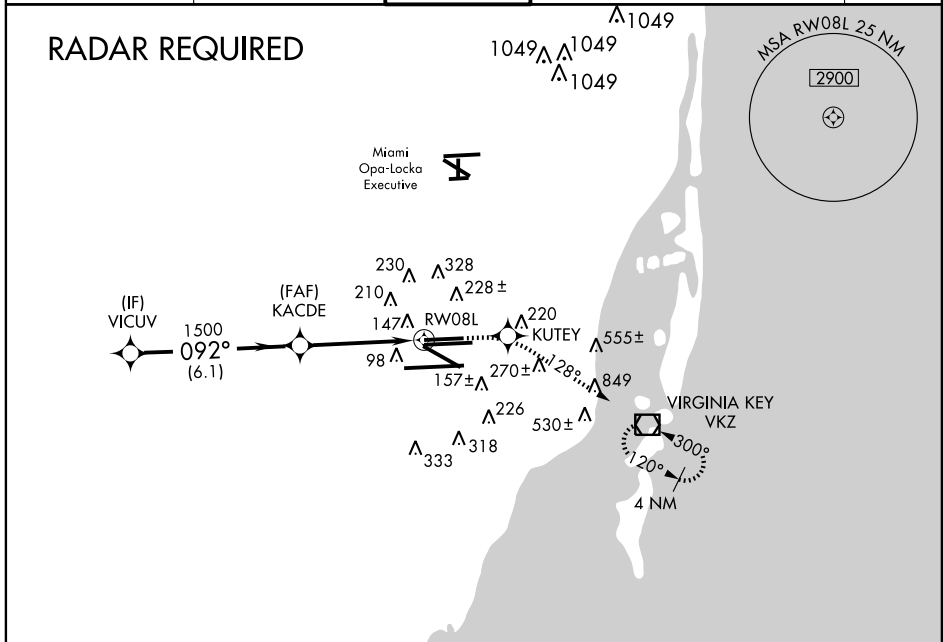 RADAR REQUIRED
1049
1049
1049
1049
MSA RW08L 25 NM
2900
Miami
Opa-Locka
Executive
230
328
210
228 ±
147
RW08L
220
98
(IF)
VICUV
1500
092°
(6.1)
(FAF)
KACDE
KUTEY
555±
157±
270±
128°
849
226
530±
318
333
VIRGINIA KEY
VKZ
300°
120°
4 NM